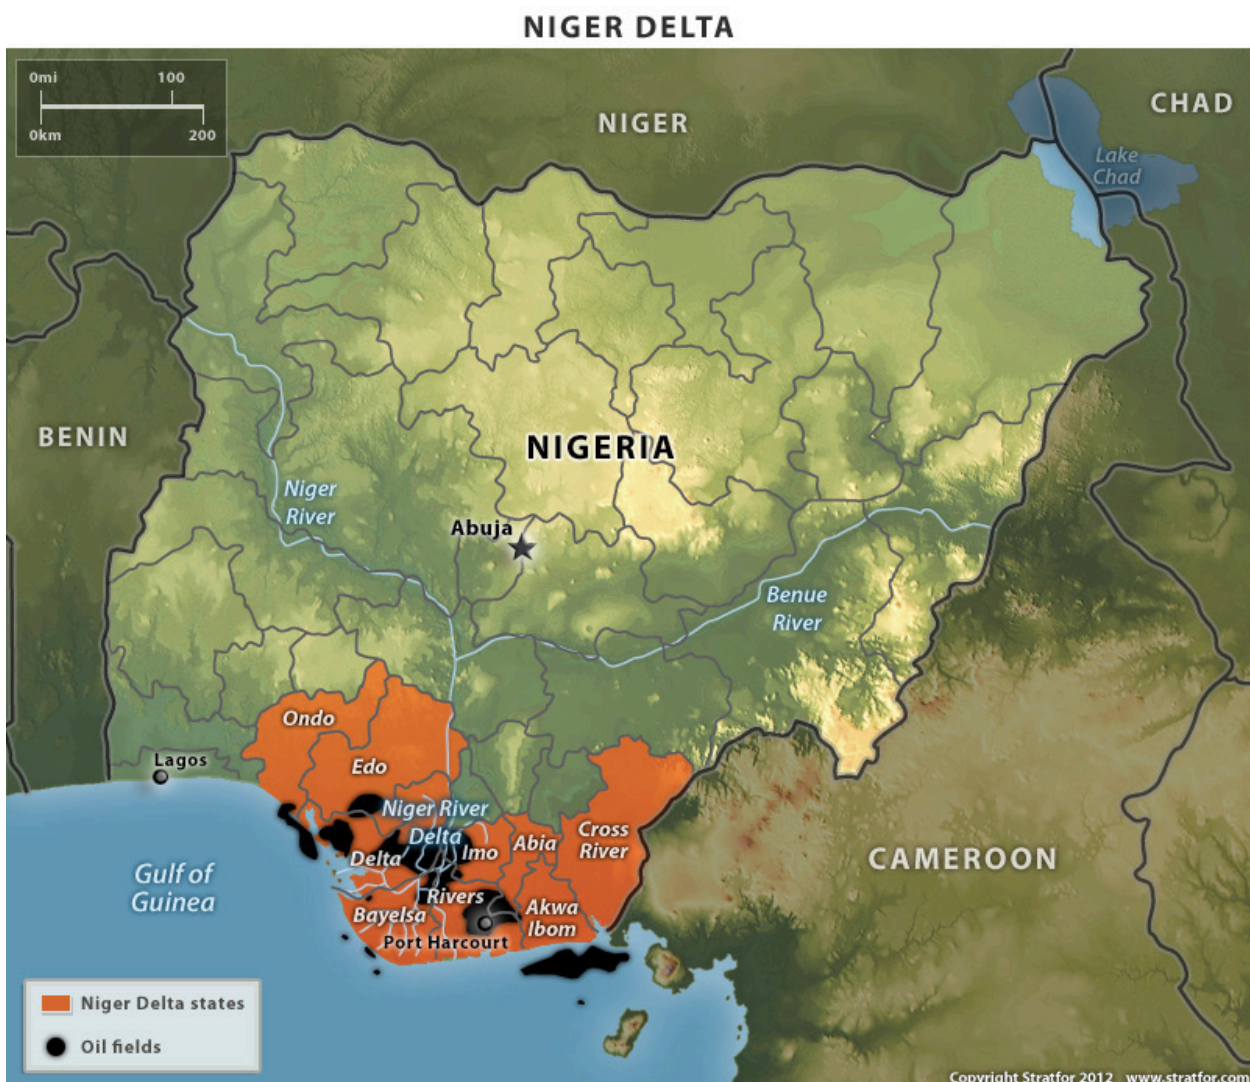 NIGER DELTA
0mi 100
0km 200
NIGER
CHAD
Lake
Chad
BENIN
NIGERIA
Niger
River
Abuja
Benue
River
Ondo
Lagos
Edo
Niger River
Delta
Cross
River
Abia
Imo
Delta
CAMEROON
Gulf of
Guinea
Rivers
Bayelsa
Akwa
Ibom
Port Harcourt
Niger Delta states
Oil fields
Copyright Stratfor 2012 www.stratfor.com